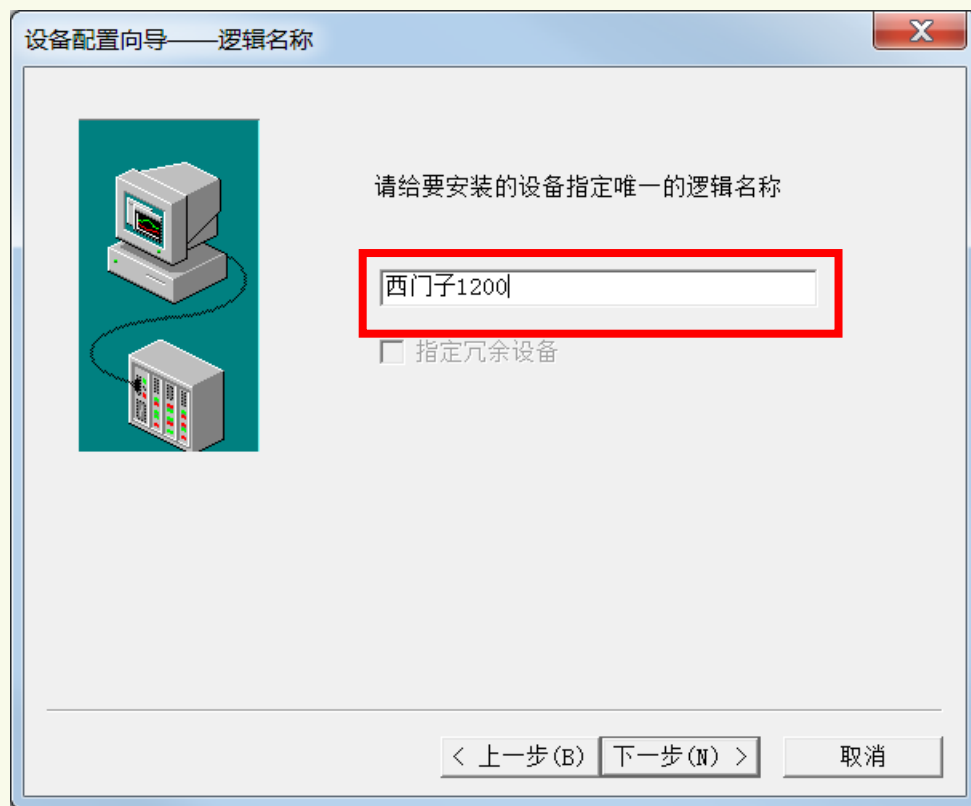 设备配置向导——逻辑名称
请给要安装的设备指定唯一的逻辑名称
西门子1200
指定冗余设备
< 上一步(B) 下一步(N) > 取消